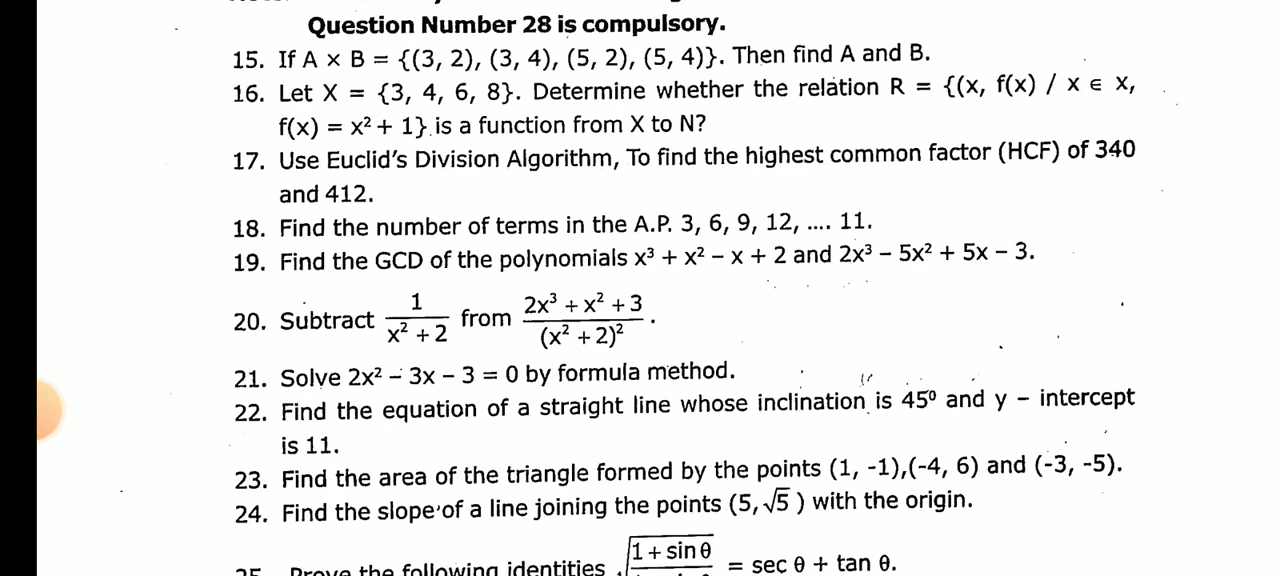 Question Number 28 is compulsory.
15. If A × B = {(3, 2), (3, 4), (5, 2), (5, 4)}. Then find A and B.
16. Let X = {3, 4, 6, 8}. Determine whether the relation R = {(x, f(x) / x ∈ x,
f(x) = x² + 1} is a function from X to N?
17. Use Euclid's Division Algorithm, To find the highest common factor (HCF) of 340
and 412.
18. Find the number of terms in the A.P. 3, 6, 9, 12, .... 11.
19. Find the GCD of the polynomials x³ + x² – x + 2 and 2x³ – 5x² + 5x – 3.
20. Subtract 1/(x² + 2) from (2x³ + x² + 3)/(x² + 2)².
21. Solve 2x² – 3x – 3 = 0 by formula method.
22. Find the equation of a straight line whose inclination is 45⁰ and y – intercept
is 11.
23. Find the area of the triangle formed by the points (1, -1),(-4, 6) and (-3, -5).
24. Find the slope of a line joining the points (5, √5 ) with the origin.
Prove the following identities √(1 + sin θ = sec θ + tan θ.